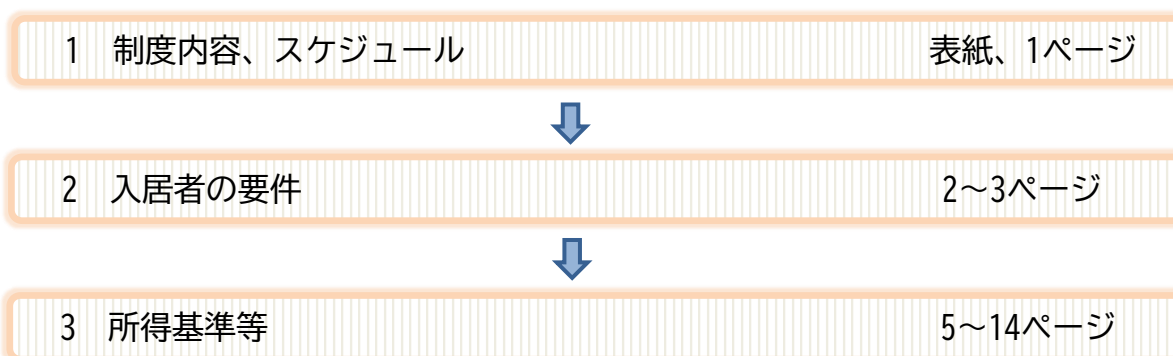 1 制度内容、スケジュール 表紙、1ページ
2 入居者の要件 2～3ページ
3 所得基準等 5～14ページ